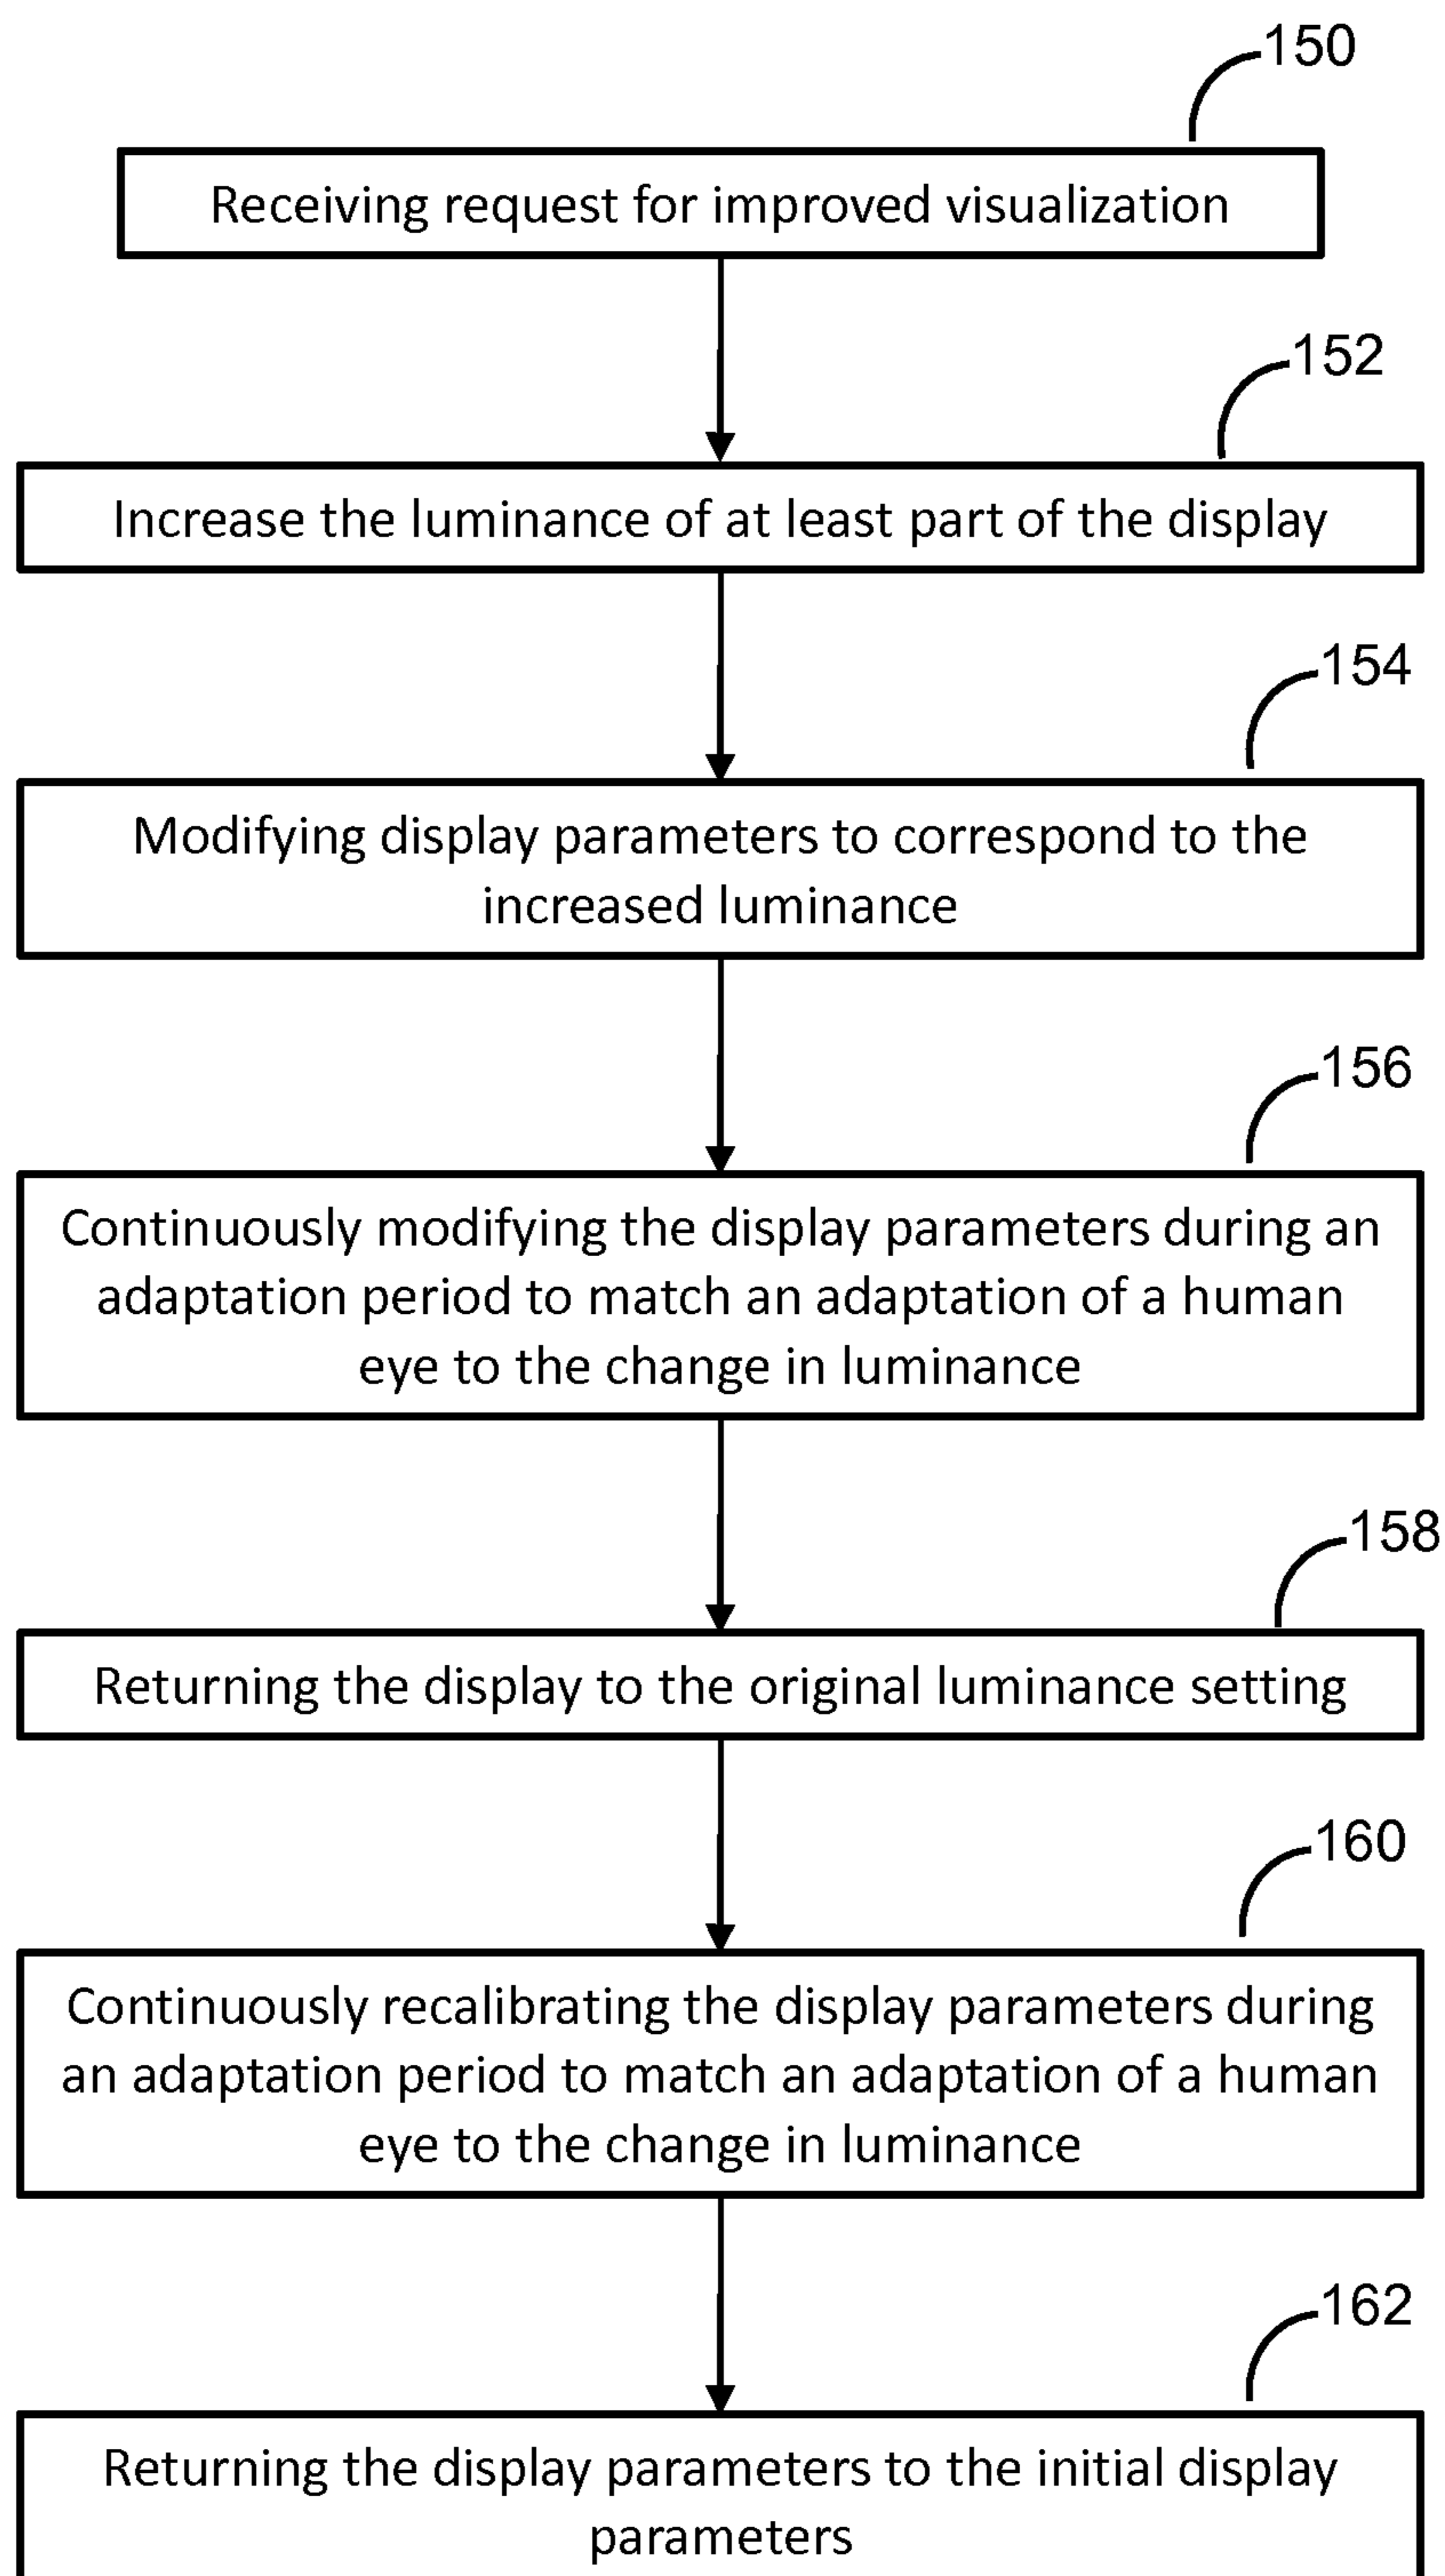 150
Receiving request for improved visualization
152
Increase the luminance of at least part of the display
154
Modifying display parameters to correspond to the
increased luminance
156
Continuously modifying the display parameters during an
adaptation period to match an adaptation of a human
eye to the change in luminance
158
Returning the display to the original luminance setting
160
Continuously recalibrating the display parameters during
an adaptation period to match an adaptation of a human
eye to the change in luminance
162
Returning the display parameters to the initial display
parameters